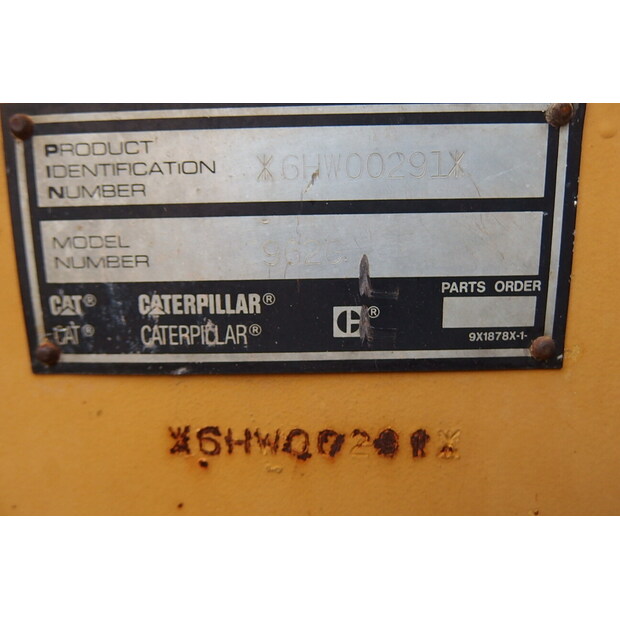 PRODUCT
IDENTIFICATION
NUMBER
*6HW00291*
MODEL
NUMBER
CAT® CATERPILLAR®
CAT® CATERPILLAR®
C®
PARTS ORDER
9X1878X-1-
*6HW00291*